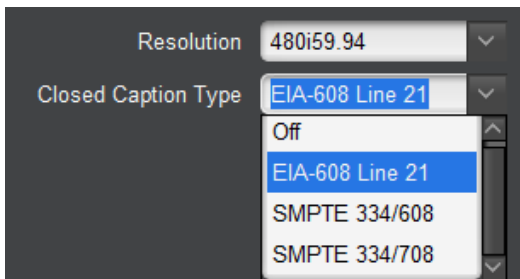 Resolution 480i59.94
Closed Caption Type EIA-608 Line 21
Off
EIA-608 Line 21
SMPTE 334/608
SMPTE 334/708